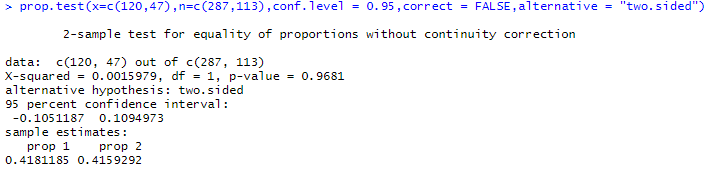 > prop.test(x=c(120,47),n=c(287,113),conf.level = 0.95,correct = FALSE,alternative = "two.sided")
2-sample test for equality of proportions without continuity correction
data:  c(120, 47) out of c(287, 113)
X-squared = 0.0015979, df = 1, p-value = 0.9681
alternative hypothesis: two.sided
95 percent confidence interval:
-0.1051187  0.1094973
sample estimates:
prop 1    prop 2
0.4181185 0.4159292